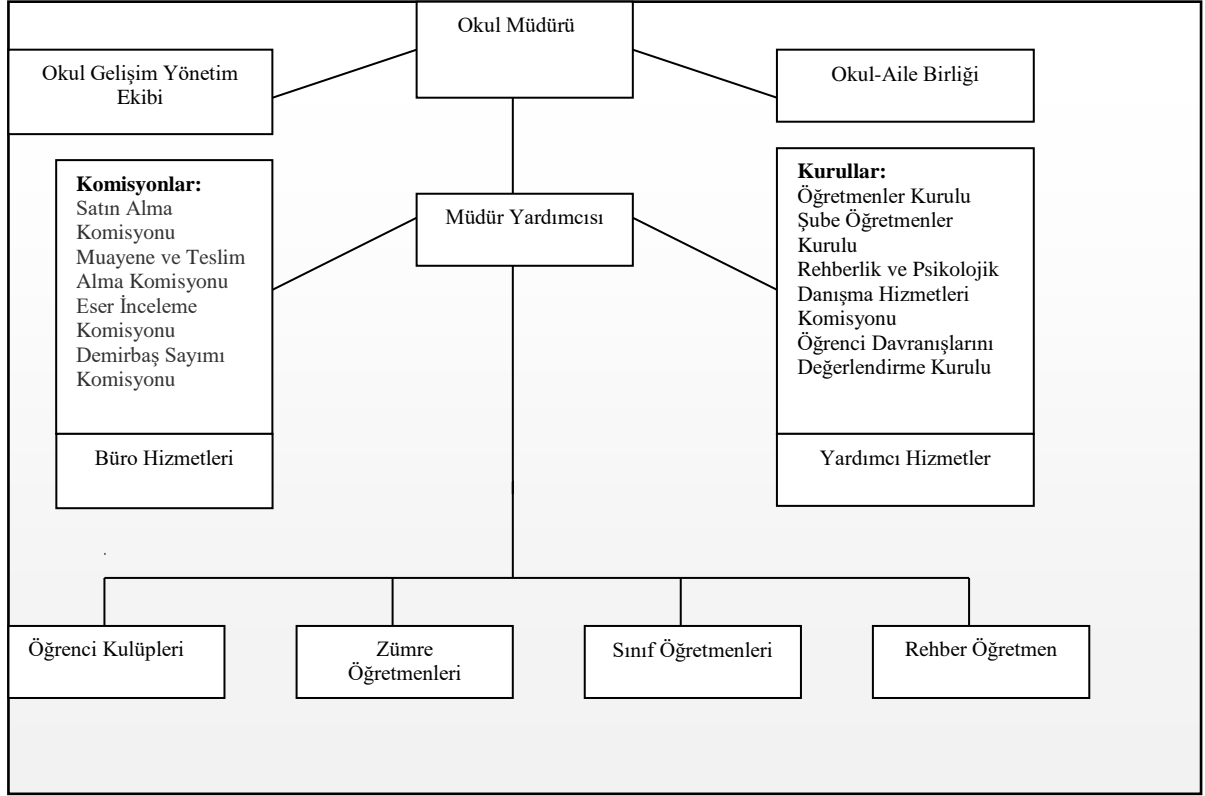 Okul Müdürü
Okul Gelişim Yönetim
Ekibi
Okul-Aile Birliği
Komisyonlar:
Satın Alma
Komisyonu
Muayene ve Teslim
Alma Komisyonu
Eser İnceleme
Komisyonu
Demirbaş Sayımı
Komisyonu
Müdür Yardımcısı
Kurullar:
Öğretmenler Kurulu
Şube Öğretmenler
Kurulu
Rehberlik ve Psikolojik
Danışma Hizmetleri
Komisyonu
Öğrenci Davranışlarını
Değerlendirme Kurulu
Büro Hizmetleri
Yardımcı Hizmetler
Öğrenci Kulüpleri
Zümre
Öğretmenleri
Sınıf Öğretmenleri
Rehber Öğretmen